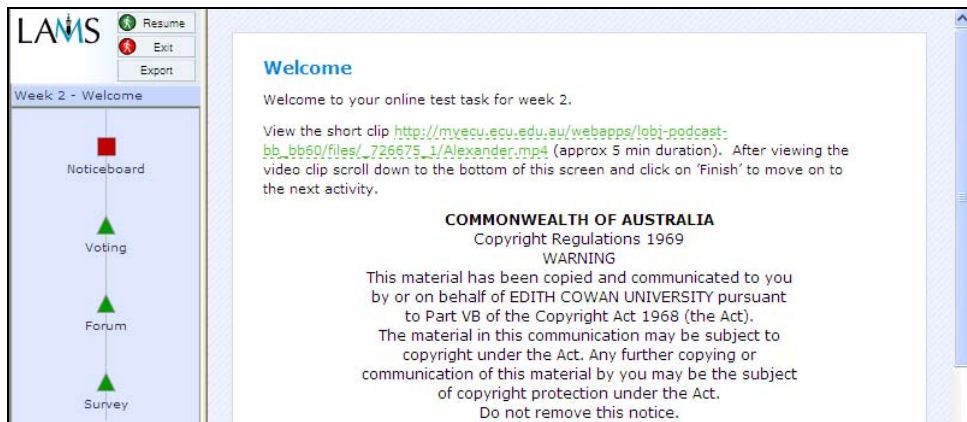 LAMS
Resume
Exit
Export
Week 2 - Welcome
Noticeboard
Voting
Forum
Survey
Welcome
Welcome to your online test task for week 2.
View the short clip http://myecu.ecu.edu.au/webapps/lobj-podcast-
bb_bb60/files/_726675_1/Alexander.mp4 (approx 5 min duration). After viewing the
video clip scroll down to the bottom of this screen and click on 'Finish' to move on to
the next activity.
COMMONWEALTH OF AUSTRALIA
Copyright Regulations 1969
WARNING
This material has been copied and communicated to you
by or on behalf of EDITH COWAN UNIVERSITY pursuant
to Part VB of the Copyright Act 1968 (the Act).
The material in this communication may be subject to
copyright under the Act. Any further copying or
communication of this material by you may be the subject
of copyright protection under the Act.
Do not remove this notice.